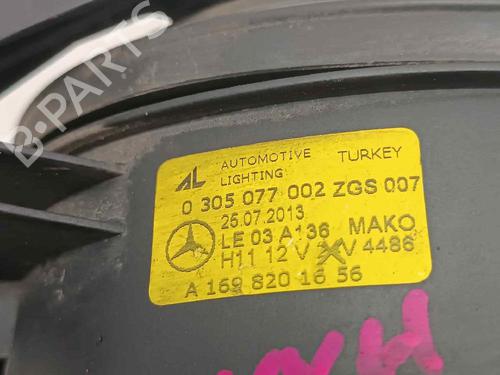 B-PARTS
AL AUTOMOTIVE LIGHTING TURKEY
0 305 077 002 ZGS 007
25.07.2013
LE 03 A136 MAKO
H11 12 V V 4486
A 169 820 16 56